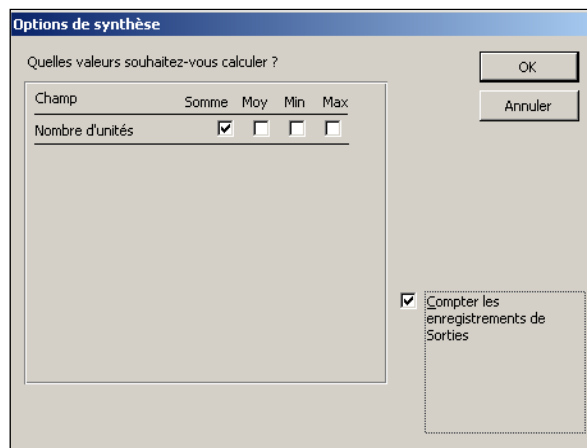 Options de synthèse
Quelles valeurs souhaitez-vous calculer ?
OK
Annuler
Champ Somme Moy Min Max
Nombre d'unités
Compter les
enregistrements de
Sorties